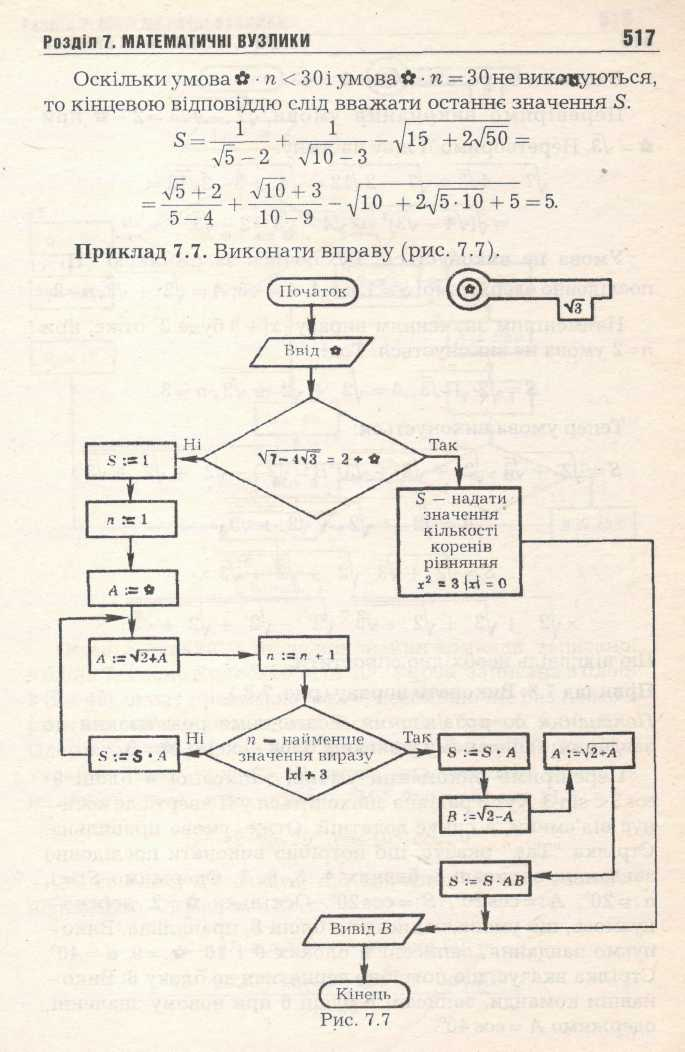 Розділ 7. МАТЕМАТИЧНІ ВУЗЛИКИ 517
Оскільки умова ✿ · n < 30 і умова ✿ · n = 30 не виконуються,
то кінцевою відповіддю слід вважати останнє значення S.
S = 1/(√5 − 2) + 1/(√10 − 3) − √(15 + 2√50) =
= (√5 + 2)/(5 − 4) + (√10 + 3)/(10 − 9) − √(10 + 2√(5·10) + 5) = 5.
Приклад 7.7. Виконати вправу (рис. 7.7).
Початок
✿
√3
Ввід ✿
Ні
√(7 − 4√3) = 2 + ✿
Так
S := 1
n := 1
A := ✿
S — надати
значення
кількості
коренів
рівняння
x² = 3 |x| = 0
A := √(2+A)
n := n + 1
Ні
n — найменше
значення виразу
|x| + 3
Так
S := S · A
S := S · A
A := √(2+A)
B := √(2−A)
S := S · AB
Вивід B
Кінець
Рис. 7.7